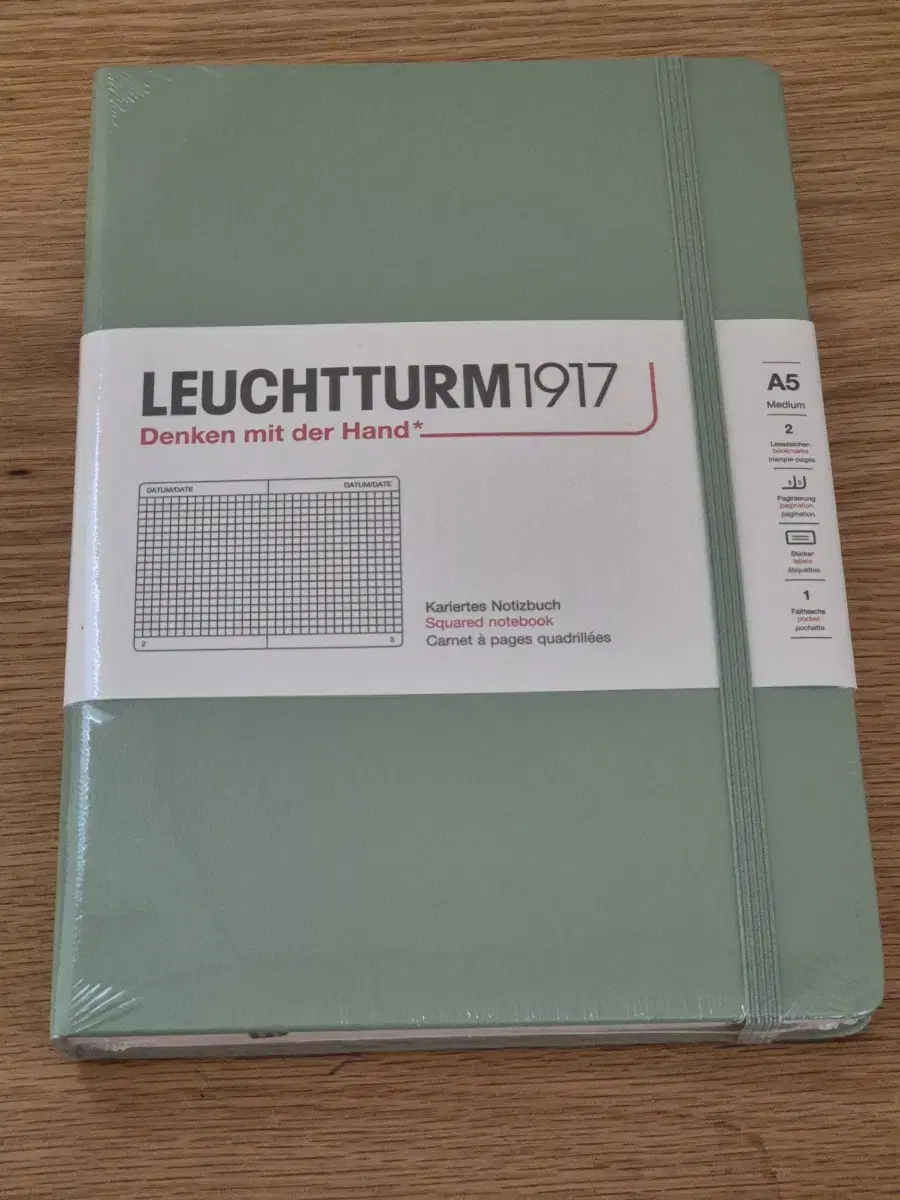 LEUCHTTURM1917
Denken mit der Hand*
DATUM/DATE
DATUM/DATE
2
3
Kariertes Notizbuch
Squared notebook
Carnet à pages quadrillées
A5
Medium
2
Lesezeichen
bookmarks
marque-pages
Paginierung
pagination
pagination
Sticker
labels
étiquettes
1
Falttasche
pocket
pochette